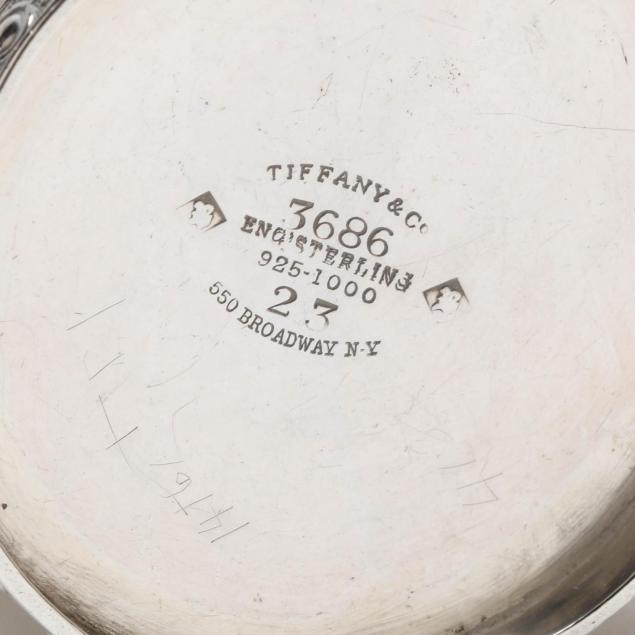 TIFFANY & Co
3686
ENG'STERLING
925-1000
23
550 BROADWAY N-Y